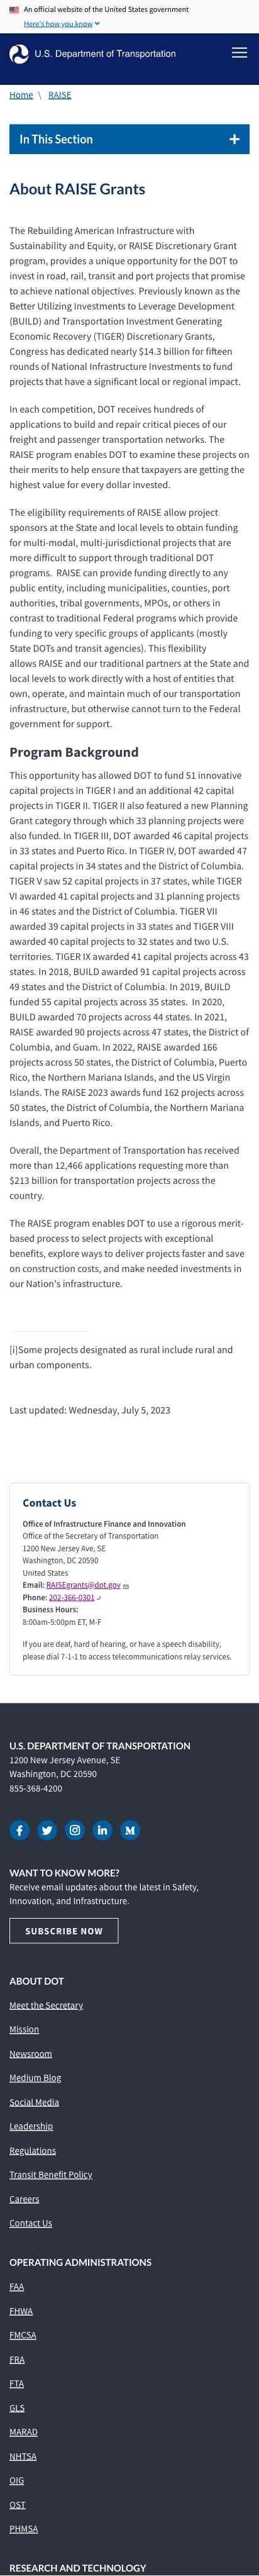 An official website of the United States government
Here's how you know
U.S. Department of Transportation
Home \ RAISE
In This Section +
About RAISE Grants
The Rebuilding American Infrastructure with
Sustainability and Equity, or RAISE Discretionary Grant
program, provides a unique opportunity for the DOT to
invest in road, rail, transit and port projects that promise
to achieve national objectives. Previously known as the
Better Utilizing Investments to Leverage Development
(BUILD) and Transportation Investment Generating
Economic Recovery (TIGER) Discretionary Grants,
Congress has dedicated nearly $14.3 billion for fifteen
rounds of National Infrastructure Investments to fund
projects that have a significant local or regional impact.
In each competition, DOT receives hundreds of
applications to build and repair critical pieces of our
freight and passenger transportation networks. The
RAISE program enables DOT to examine these projects on
their merits to help ensure that taxpayers are getting the
highest value for every dollar invested.
The eligibility requirements of RAISE allow project
sponsors at the State and local levels to obtain funding
for multi-modal, multi-jurisdictional projects that are
more difficult to support through traditional DOT
programs. RAISE can provide funding directly to any
public entity, including municipalities, counties, port
authorities, tribal governments, MPOs, or others in
contrast to traditional Federal programs which provide
funding to very specific groups of applicants (mostly
State DOTs and transit agencies). This flexibility
allows RAISE and our traditional partners at the State and
local levels to work directly with a host of entities that
own, operate, and maintain much of our transportation
infrastructure, but otherwise cannot turn to the Federal
government for support.
Program Background
This opportunity has allowed DOT to fund 51 innovative
capital projects in TIGER I and an additional 42 capital
projects in TIGER II. TIGER II also featured a new Planning
Grant category through which 33 planning projects were
also funded. In TIGER III, DOT awarded 46 capital projects
in 33 states and Puerto Rico. In TIGER IV, DOT awarded 47
capital projects in 34 states and the District of Columbia.
TIGER V saw 52 capital projects in 37 states, while TIGER
VI awarded 41 capital projects and 31 planning projects
in 46 states and the District of Columbia. TIGER VII
awarded 39 capital projects in 33 states and TIGER VIII
awarded 40 capital projects to 32 states and two U.S.
territories. TIGER IX awarded 41 capital projects across 43
states. In 2018, BUILD awarded 91 capital projects across
49 states and the District of Columbia. In 2019, BUILD
funded 55 capital projects across 35 states. In 2020,
BUILD awarded 70 projects across 44 states. In 2021,
RAISE awarded 90 projects across 47 states, the District of
Columbia, and Guam. In 2022, RAISE awarded 166
projects across 50 states, the District of Columbia, Puerto
Rico, the Northern Mariana Islands, and the US Virgin
Islands. The RAISE 2023 awards fund 162 projects across
50 states, the District of Columbia, the Northern Mariana
Islands, and Puerto Rico.
Overall, the Department of Transportation has received
more than 12,466 applications requesting more than
$213 billion for transportation projects across the
country.
The RAISE program enables DOT to use a rigorous merit-
based process to select projects with exceptional
benefits, explore ways to deliver projects faster and save
on construction costs, and make needed investments in
our Nation's infrastructure.
[i]Some projects designated as rural include rural and
urban components.
Last updated: Wednesday, July 5, 2023
Contact Us
Office of Infrastructure Finance and Innovation
Office of the Secretary of Transportation
1200 New Jersey Ave, SE
Washington, DC 20590
United States
Email: RAISEgrants@dot.gov
Phone: 202-366-0301
Business Hours:
8:00am-5:00pm ET, M-F
If you are deaf, hard of hearing, or have a speech disability,
please dial 7-1-1 to access telecommunications relay services.
U.S. DEPARTMENT OF TRANSPORTATION
1200 New Jersey Avenue, SE
Washington, DC 20590
855-368-4200
WANT TO KNOW MORE?
Receive email updates about the latest in Safety,
Innovation, and Infrastructure.
SUBSCRIBE NOW
ABOUT DOT
Meet the Secretary
Mission
Newsroom
Medium Blog
Social Media
Leadership
Regulations
Transit Benefit Policy
Careers
Contact Us
OPERATING ADMINISTRATIONS
FAA
FHWA
FMCSA
FRA
FTA
GLS
MARAD
NHTSA
OIG
OST
PHMSA
RESEARCH AND TECHNOLOGY